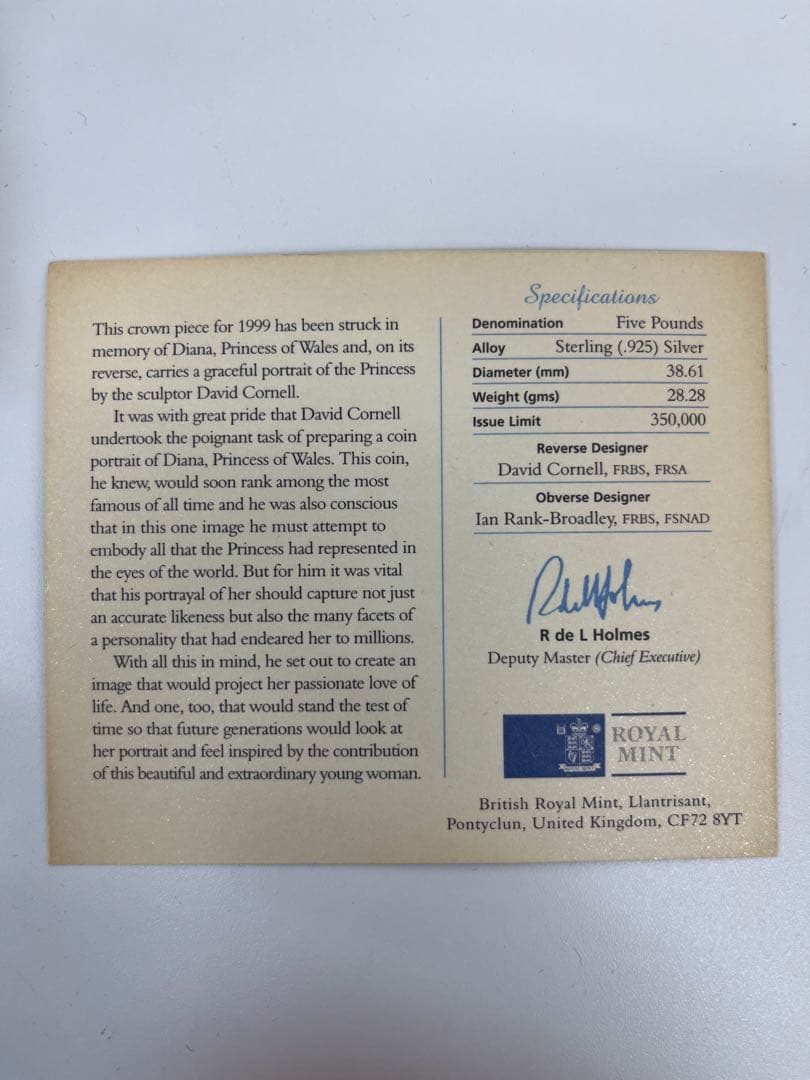 This crown piece for 1999 has been struck in
memory of Diana, Princess of Wales and, on its
reverse, carries a graceful portrait of the Princess
by the sculptor David Cornell.
It was with great pride that David Cornell
undertook the poignant task of preparing a coin
portrait of Diana, Princess of Wales. This coin,
he knew, would soon rank among the most
famous of all time and he was also conscious
that in this one image he must attempt to
embody all that the Princess had represented in
the eyes of the world. But for him it was vital
that his portrayal of her should capture not just
an accurate likeness but also the many facets of
a personality that had endeared her to millions.
With all this in mind, he set out to create an
image that would project her passionate love of
life. And one, too, that would stand the test of
time so that future generations would look at
her portrait and feel inspired by the contribution
of this beautiful and extraordinary young woman.
Specifications
Denomination Five Pounds
Alloy Sterling (.925) Silver
Diameter (mm) 38.61
Weight (gms) 28.28
Issue Limit 350,000
Reverse Designer
David Cornell, FRBS, FRSA
Obverse Designer
Ian Rank-Broadley, FRBS, FSNAD
R de L Holmes
Deputy Master (Chief Executive)
ROYAL MINT
ROYAL
MINT
British Royal Mint, Llantrisant,
Pontyclun, United Kingdom, CF72 8YT